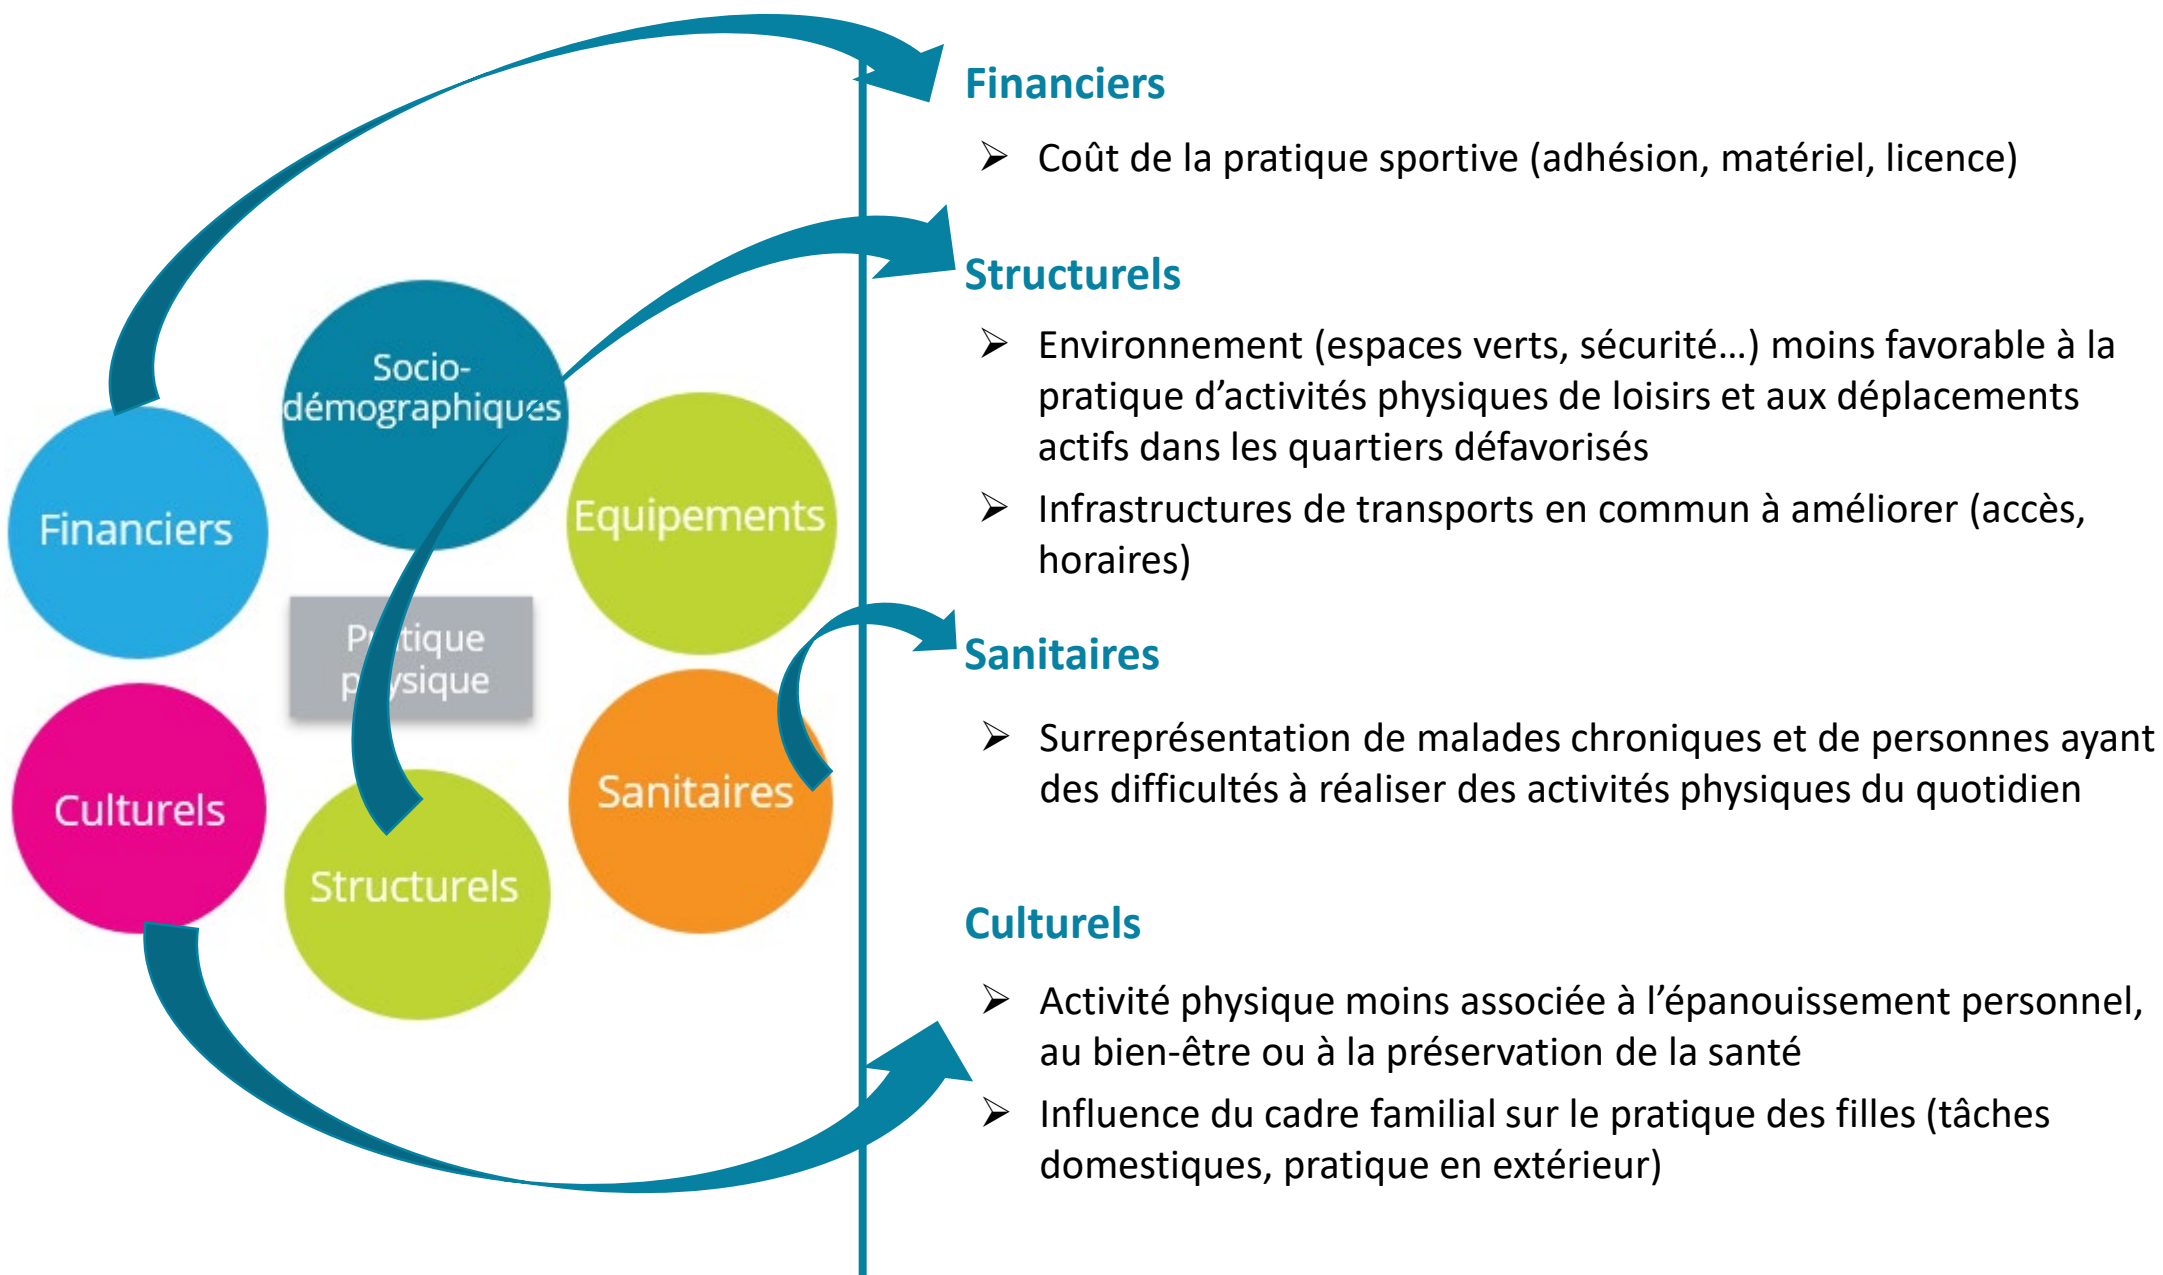 Socio-
démographiques
Financiers
Equipements
Pratique
physique
Culturels
Sanitaires
Structurels
Financiers
➢ Coût de la pratique sportive (adhésion, matériel, licence)
Structurels
➢ Environnement (espaces verts, sécurité…) moins favorable à la
pratique d’activités physiques de loisirs et aux déplacements
actifs dans les quartiers défavorisés
➢ Infrastructures de transports en commun à améliorer (accès,
horaires)
Sanitaires
➢ Surreprésentation de malades chroniques et de personnes ayant
des difficultés à réaliser des activités physiques du quotidien
Culturels
➢ Activité physique moins associée à l’épanouissement personnel,
au bien-être ou à la préservation de la santé
➢ Influence du cadre familial sur le pratique des filles (tâches
domestiques, pratique en extérieur)